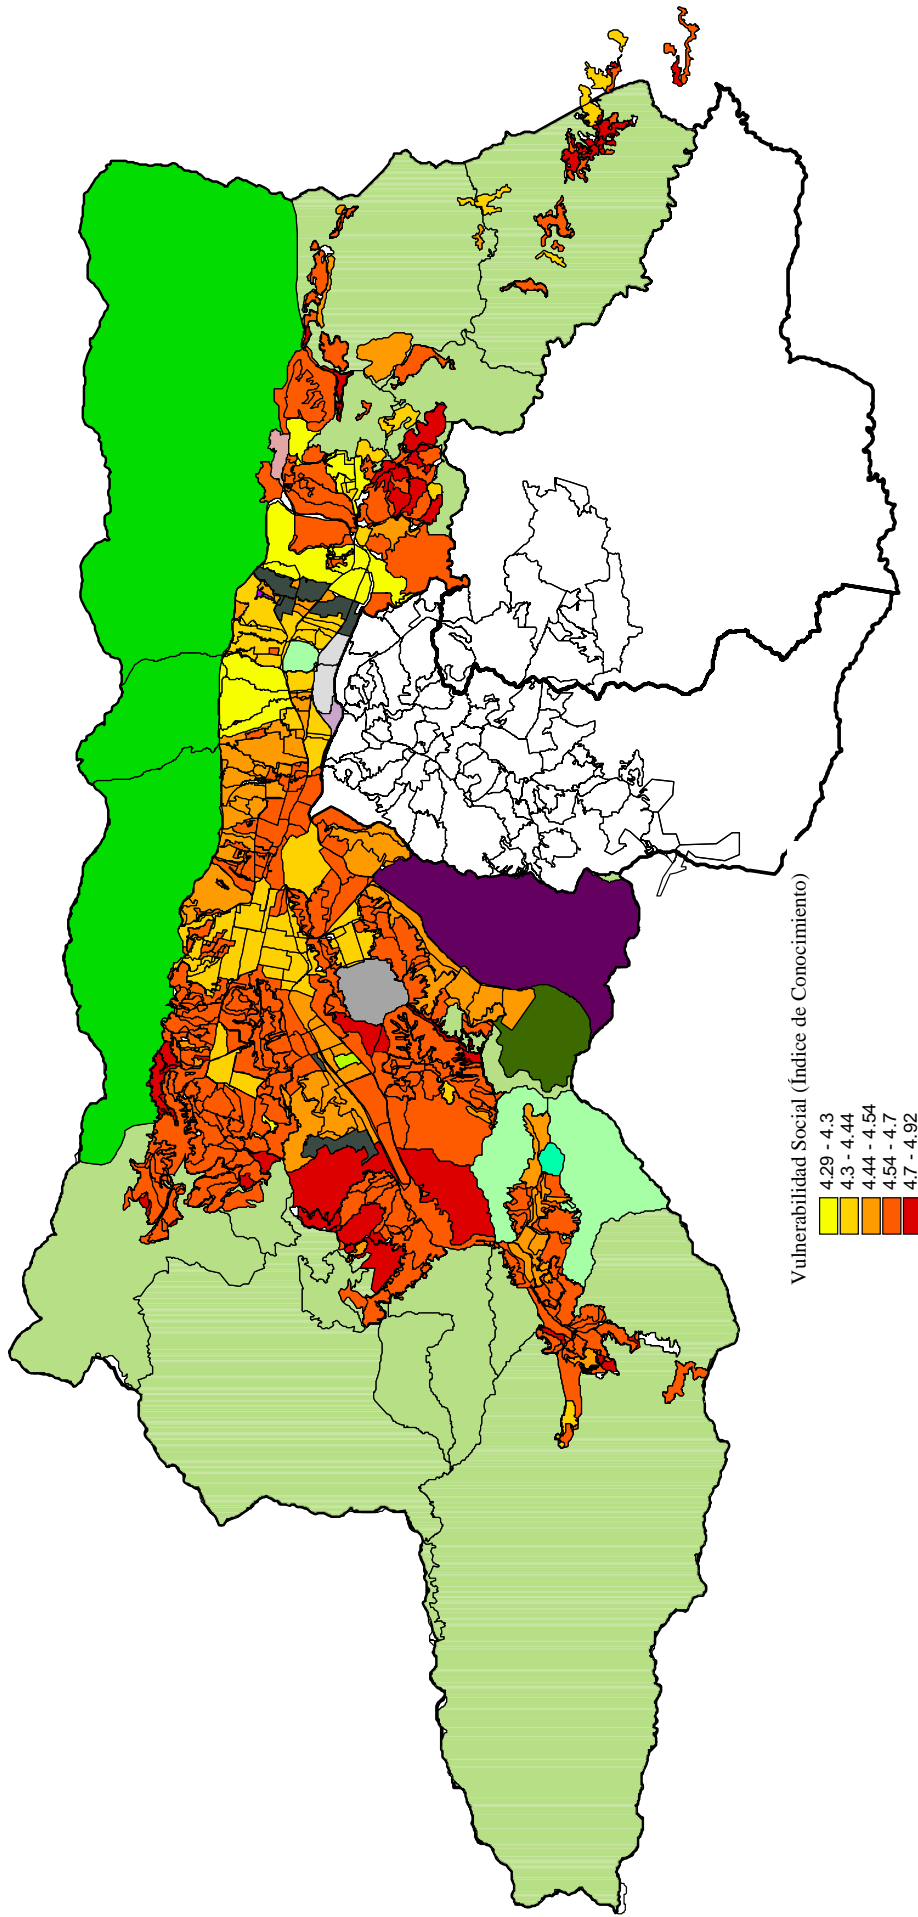 Vulnerabilidad Social (Índice de Conocimiento)
4.29 - 4.3
4.3 - 4.44
4.44 - 4.54
4.54 - 4.7
4.7 - 4.92